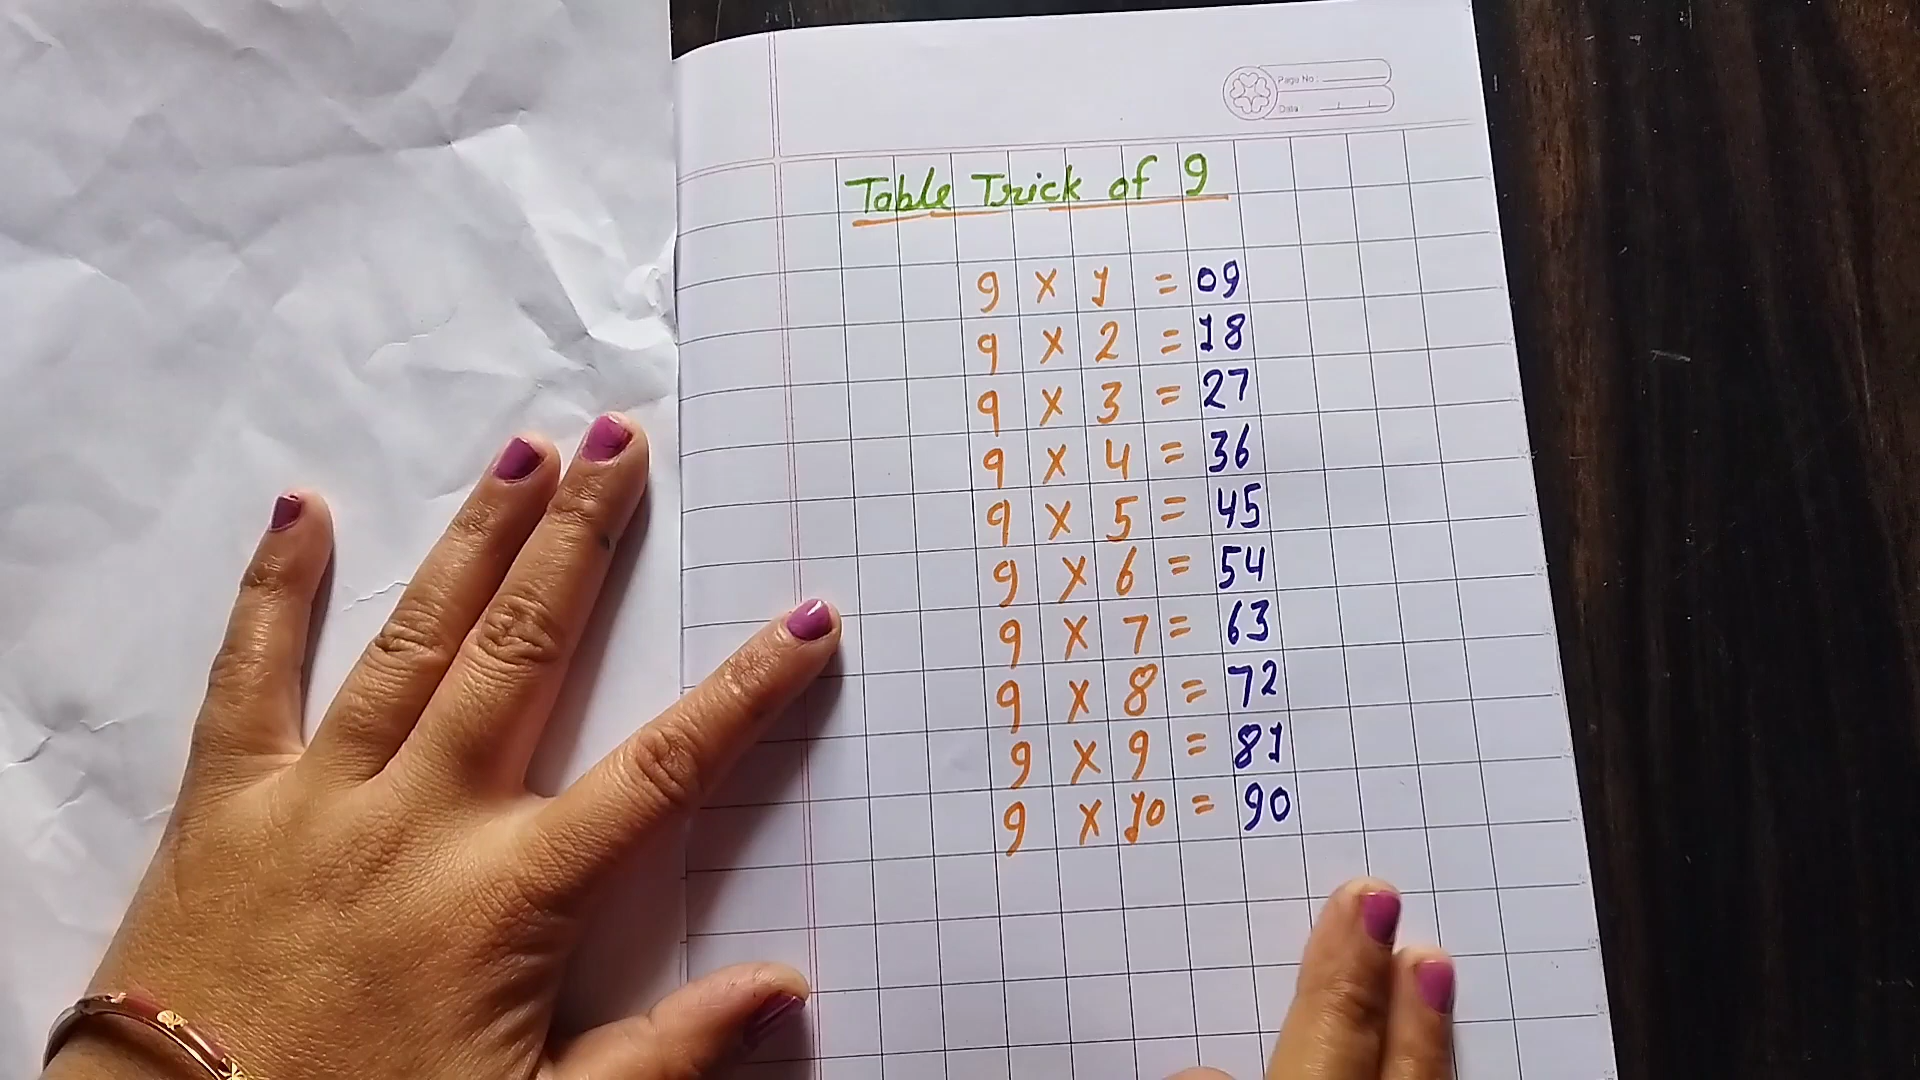 Page No :
Date
Table Trick of 9
9 x 1 = 09
9 x 2 = 18
9 x 3 = 27
9 x 4 = 36
9 x 5 = 45
9 x 6 = 54
9 x 7 = 63
9 x 8 = 72
9 x 9 = 81
9 x 10 = 90